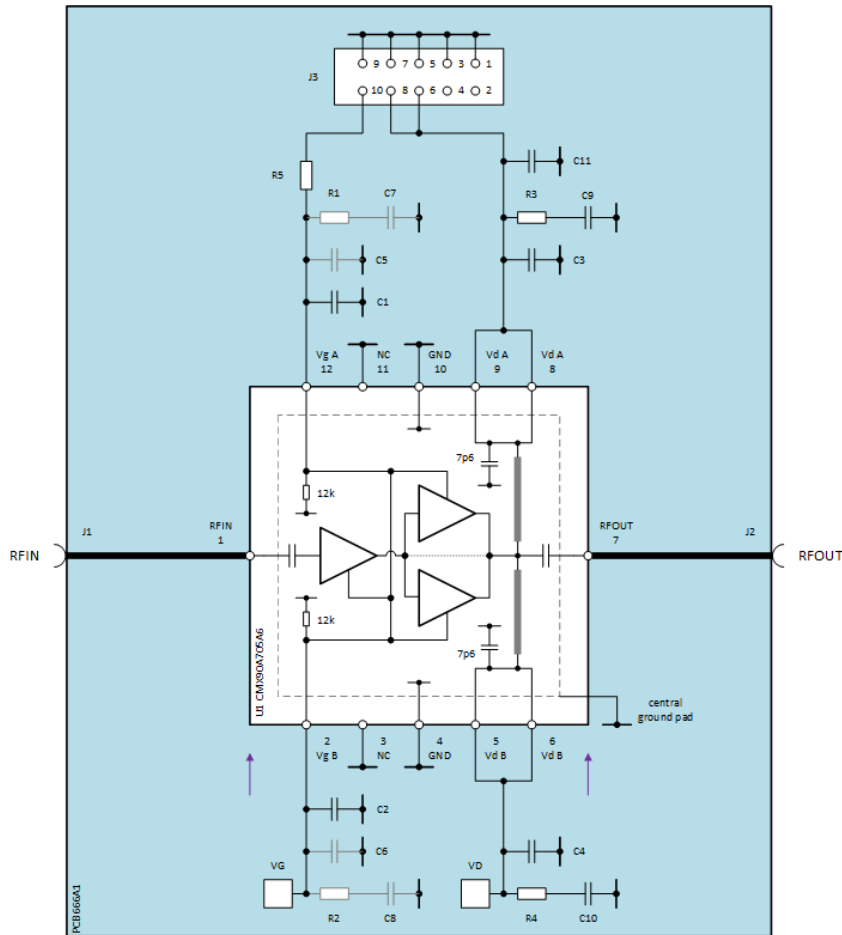 9 7 5 3 1
J3
10 8 6 4 2
C11
R5
R1 C7 R3 C9
C5 C3
C1
Vg A NC GND Vd A Vd A
12 11 10 9 8
7p6
12k
J1 RFIN RFOUT J2
1 7
RFIN RFOUT
12k
7p6
U1 CMX90A705A6
central
ground pad
2 3 4 5 6
Vg B NC GND Vd B Vd B
C2
C6 C4
VG VD
R2 C8 R4 C10
PCB666A1